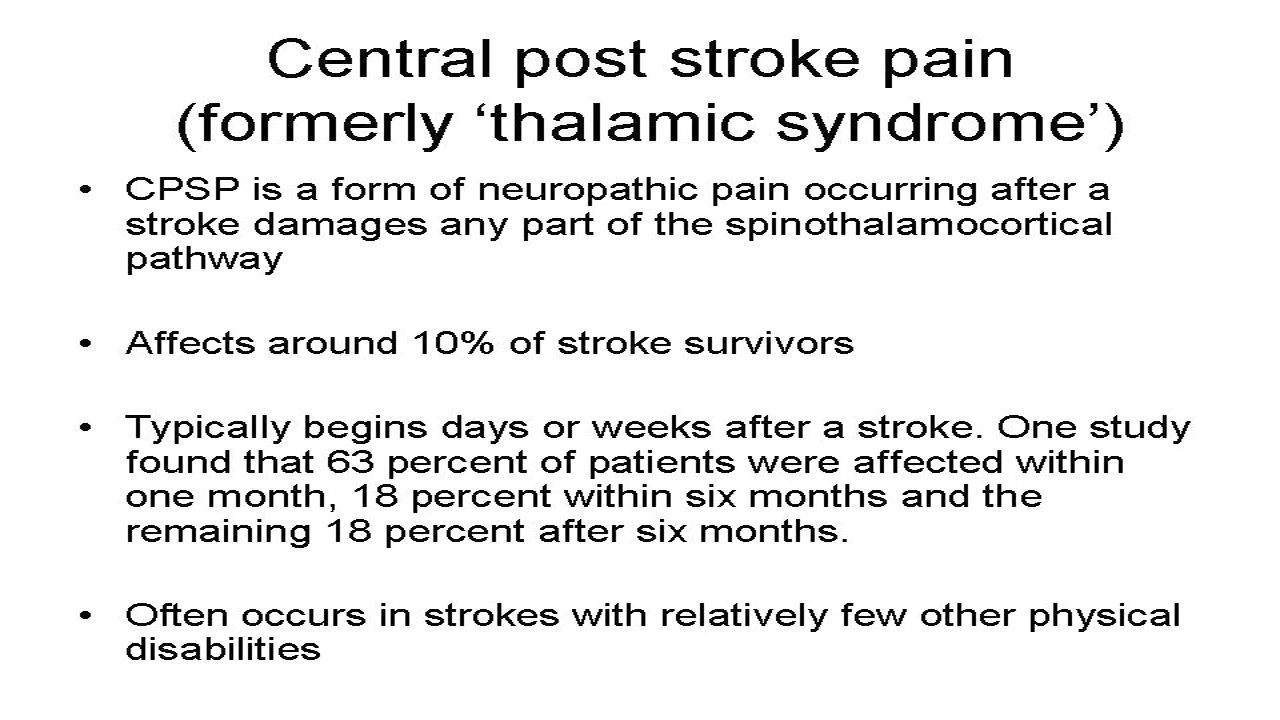 Central post stroke pain
(formerly ‘thalamic syndrome’)
• CPSP is a form of neuropathic pain occurring after a
stroke damages any part of the spinothalamocortical
pathway
• Affects around 10% of stroke survivors
• Typically begins days or weeks after a stroke. One study
found that 63 percent of patients were affected within
one month, 18 percent within six months and the
remaining 18 percent after six months.
• Often occurs in strokes with relatively few other physical
disabilities